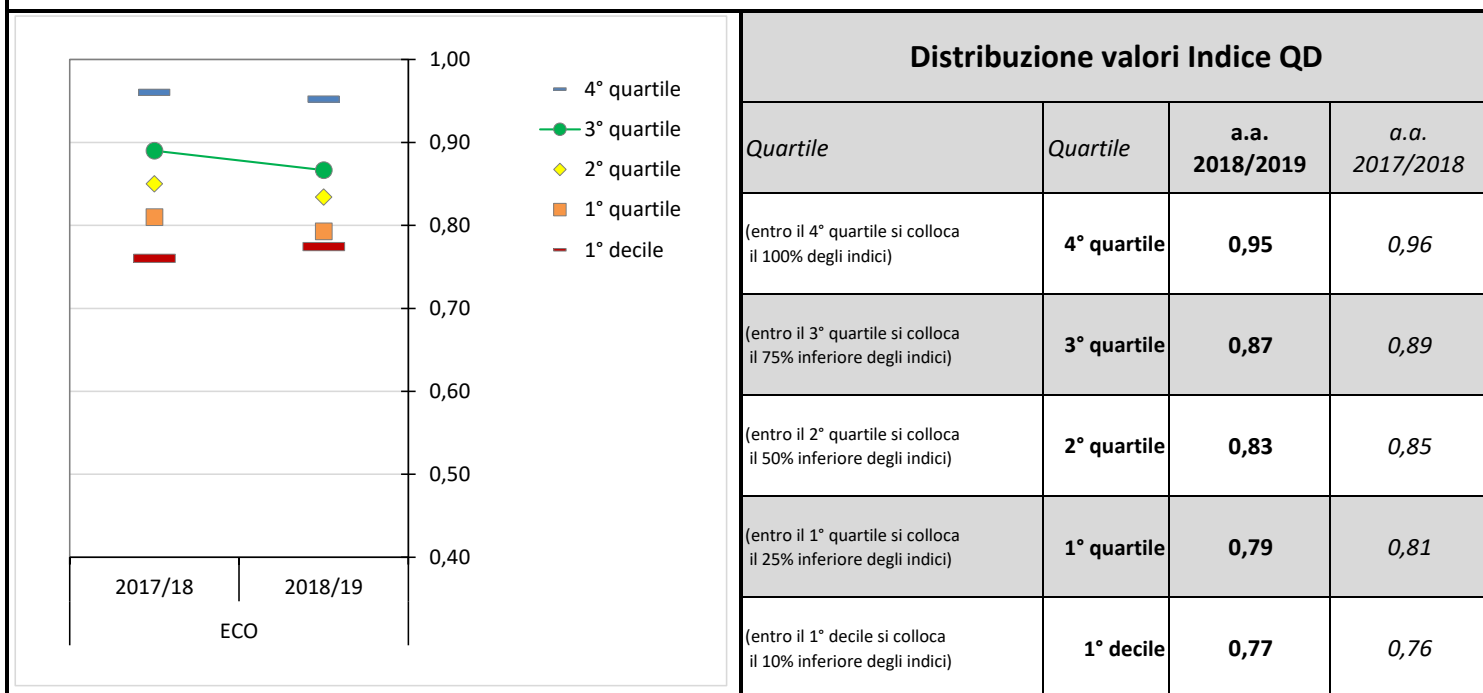 1,00
0,90
0,80
0,70
0,60
0,50
0,40
2017/18
2018/19
ECO
4° quartile
3° quartile
2° quartile
1° quartile
1° decile
Distribuzione valori Indice QD
Quartile
Quartile
a.a.
2018/2019
a.a.
2017/2018
(entro il 4° quartile si colloca
il 100% degli indici)
4° quartile
0,95
0,96
(entro il 3° quartile si colloca
il 75% inferiore degli indici)
3° quartile
0,87
0,89
(entro il 2° quartile si colloca
il 50% inferiore degli indici)
2° quartile
0,83
0,85
(entro il 1° quartile si colloca
il 25% inferiore degli indici)
1° quartile
0,79
0,81
(entro il 1° decile si colloca
il 10% inferiore degli indici)
1° decile
0,77
0,76